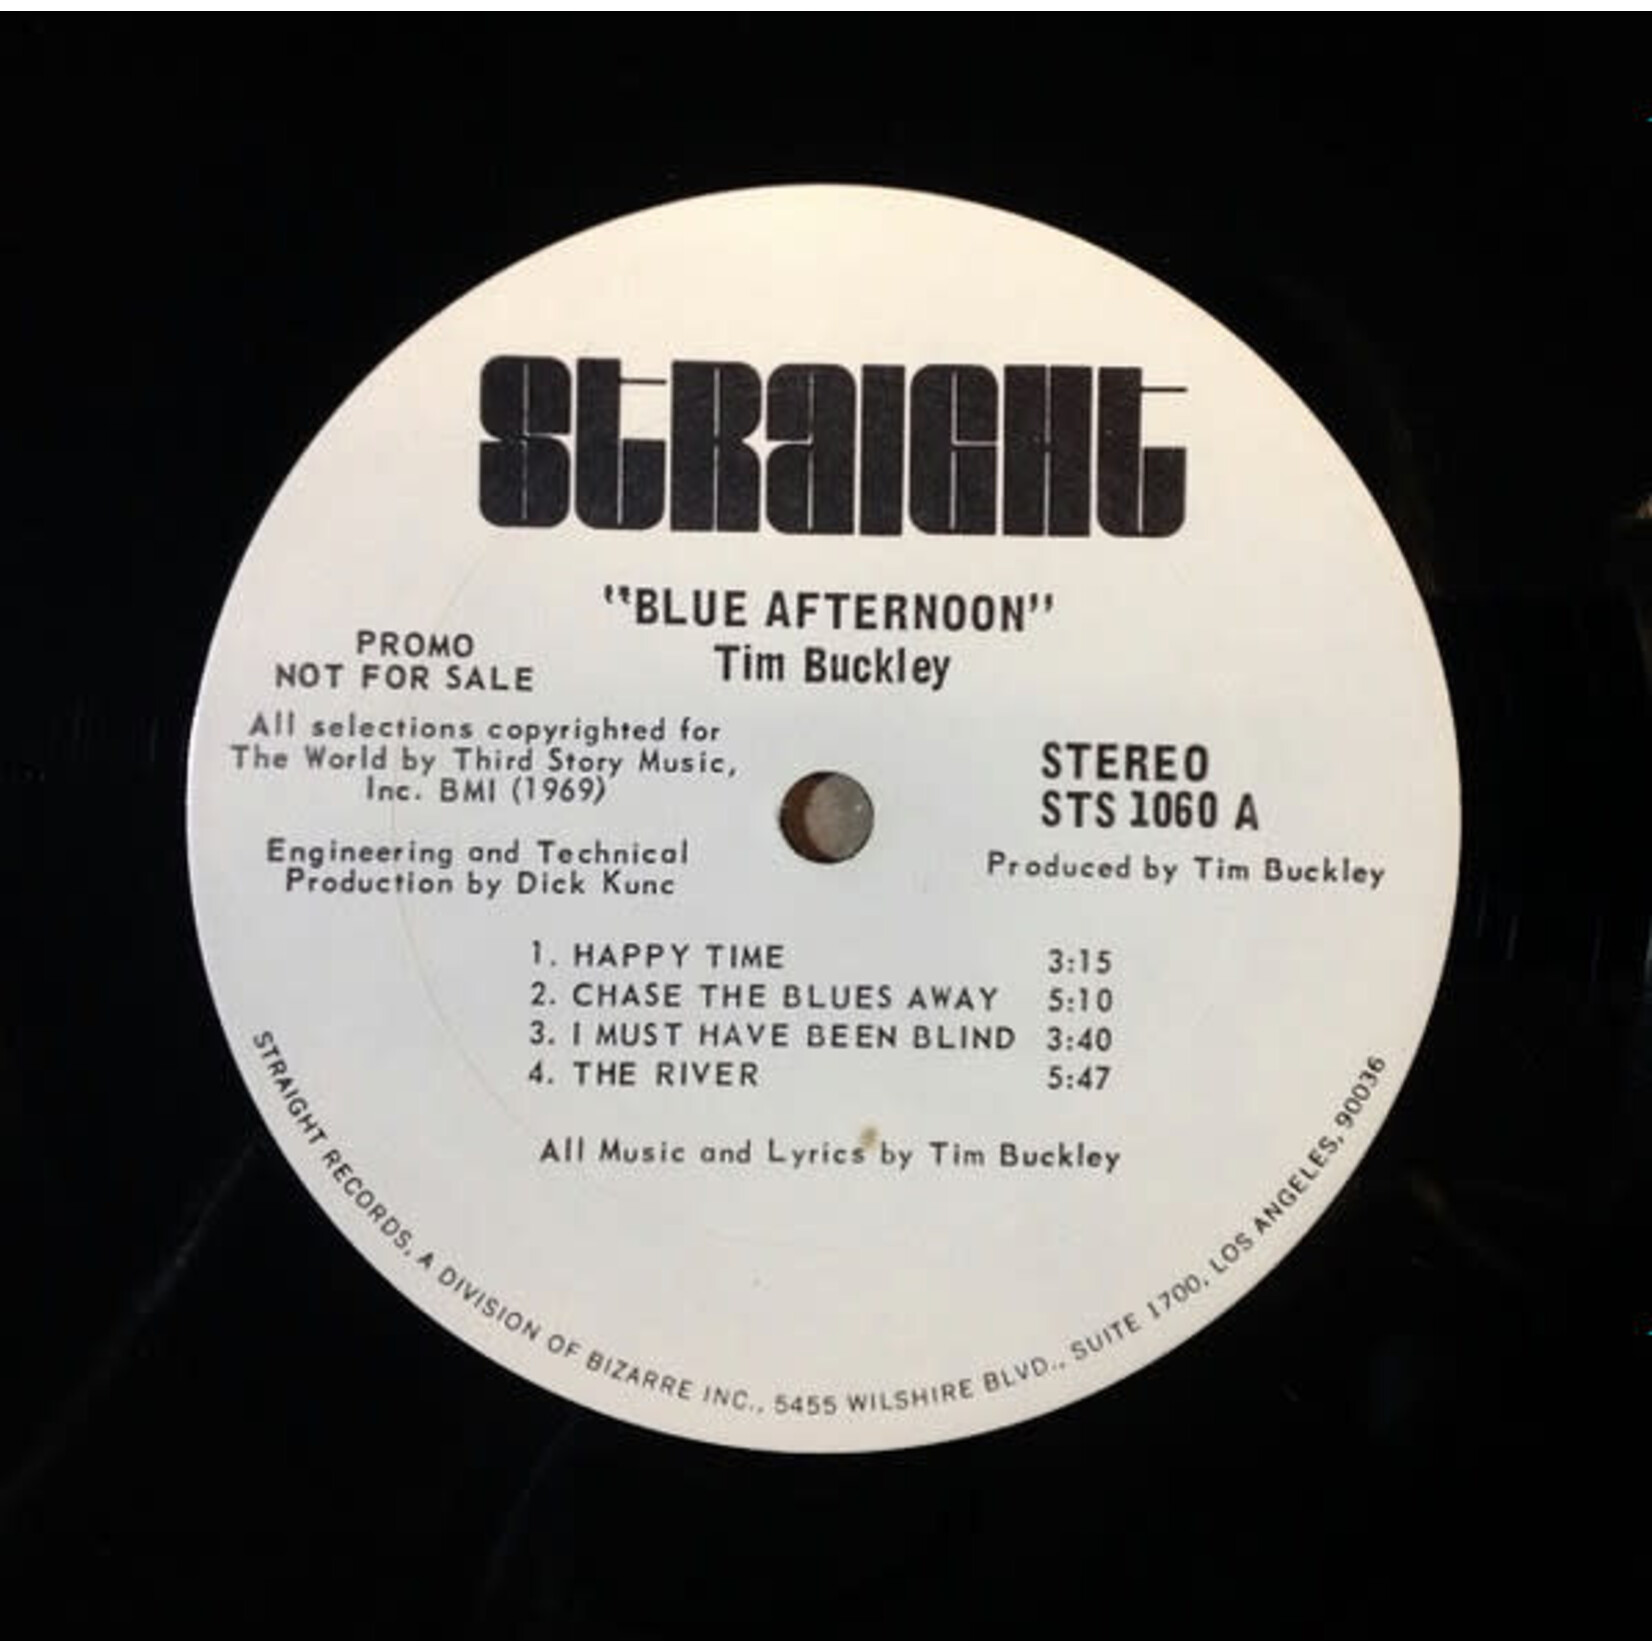 StRaIGHt
"BLUE AFTERNOON"
Tim Buckley
PROMO
NOT FOR SALE
All selections copyrighted for
The World by Third Story Music,
Inc. BMI (1969)
Engineering and Technical
Production by Dick Kunc
STEREO
STS 1060 A
Produced by Tim Buckley
1. HAPPY TIME 3:15
2. CHASE THE BLUES AWAY 5:10
3. I MUST HAVE BEEN BLIND 3:40
4. THE RIVER 5:47
All Music and Lyrics by Tim Buckley
STRAIGHT RECORDS, A DIVISION OF BIZARRE INC., 5455 WILSHIRE BLVD., SUITE 1700, LOS ANGELES, 90036